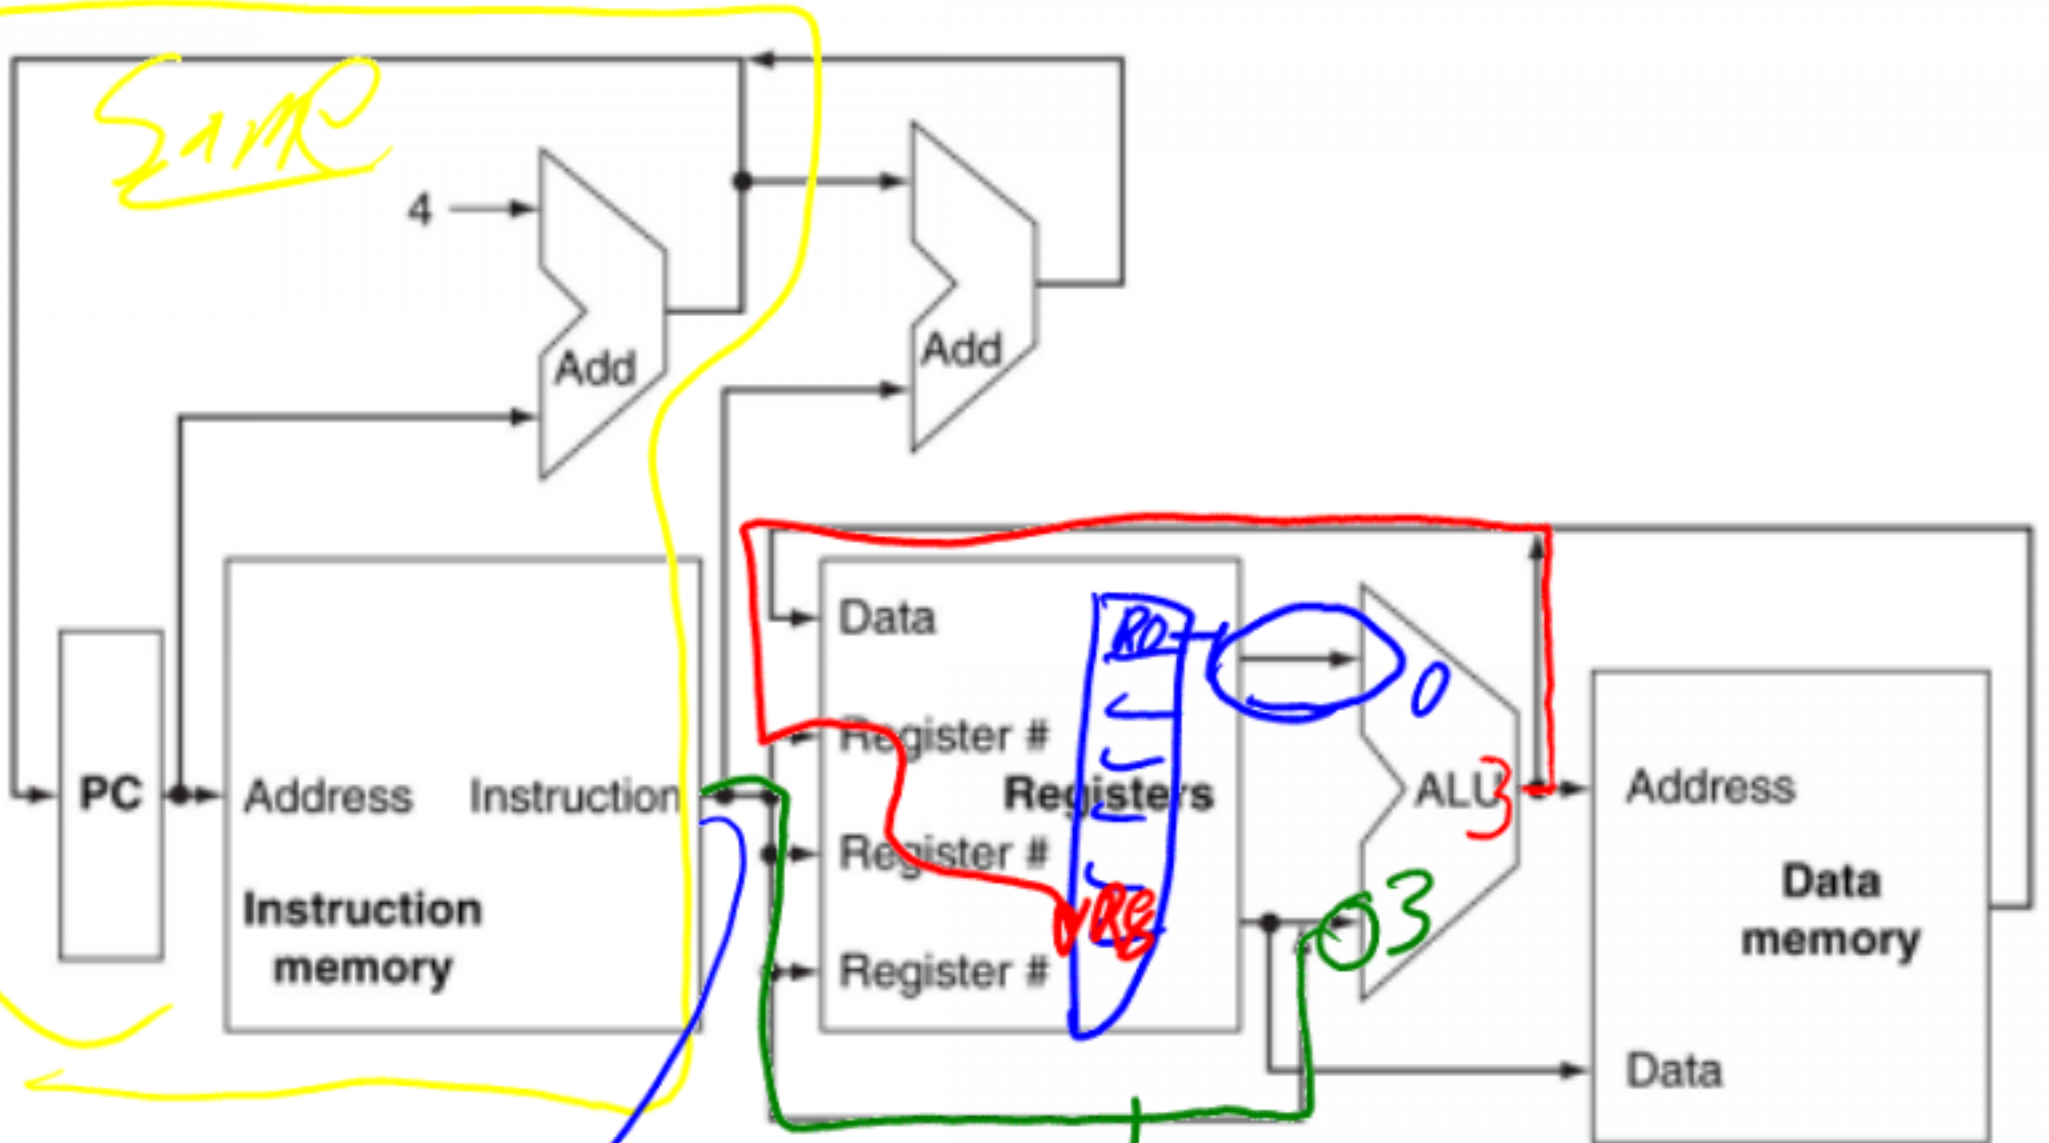 Same
4
Add
Add
Data
R0
0
Register #
PC
Address
Instruction
Registers
ALU
3
Address
Register #
Instruction
memory
3
Data
memory
Register #
Data